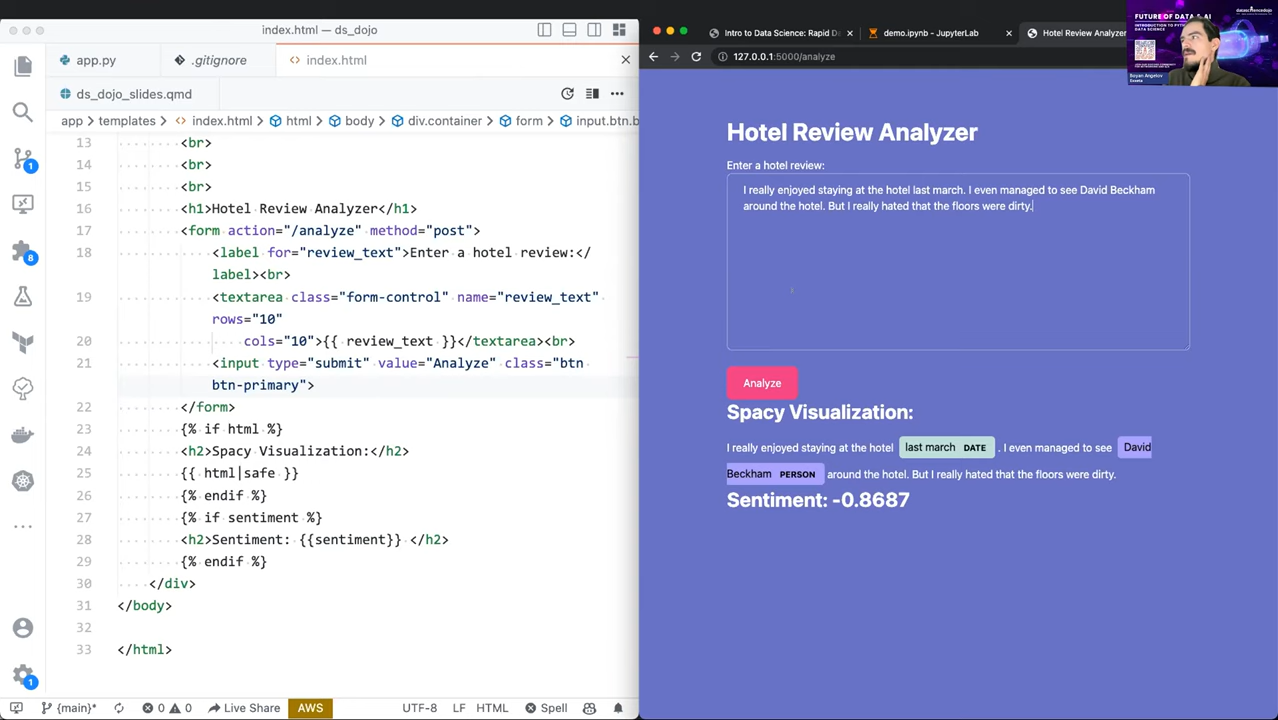 index.html — ds_dojo
app.py
.gitignore
index.html
ds_dojo_slides.qmd
app
templates
index.html
html
body
div.container
form
input.btn.b
13 <br>
14 <br>
15 <br>
16 <h1>Hotel Review Analyzer</h1>
17 <form action="/analyze" method="post">
18 <label for="review_text">Enter a hotel review:</
label><br>
19 <textarea class="form-control" name="review_text"
rows="10"
20 cols="10">{{ review_text }}</textarea><br>
21 <input type="submit" value="Analyze" class="btn
btn-primary">
22 </form>
23 {% if html %}
24 <h2>Spacy Visualization:</h2>
25 {{ html|safe }}
26 {% endif %}
27 {% if sentiment %}
28 <h2>Sentiment: {{sentiment}} </h2>
29 {% endif %}
30 </div>
31 </body>
32
33 </html>
1
8
1
{main}*
0
0
Live Share
AWS
UTF-8
LF
HTML
Spell
Intro to Data Science: Rapid Da
demo.ipynb - JupyterLab
Hotel Review Analyzer
127.0.0.1:5000/analyze
FUTURE OF DATA & AI
Boyan Angelov
Hotel Review Analyzer
Enter a hotel review:
I really enjoyed staying at the hotel last march. I even managed to see David Beckham
around the hotel. But I really hated that the floors were dirty.
Analyze
Spacy Visualization:
I really enjoyed staying at the hotel last march DATE . I even managed to see David
Beckham PERSON around the hotel. But I really hated that the floors were dirty.
Sentiment: -0.8687